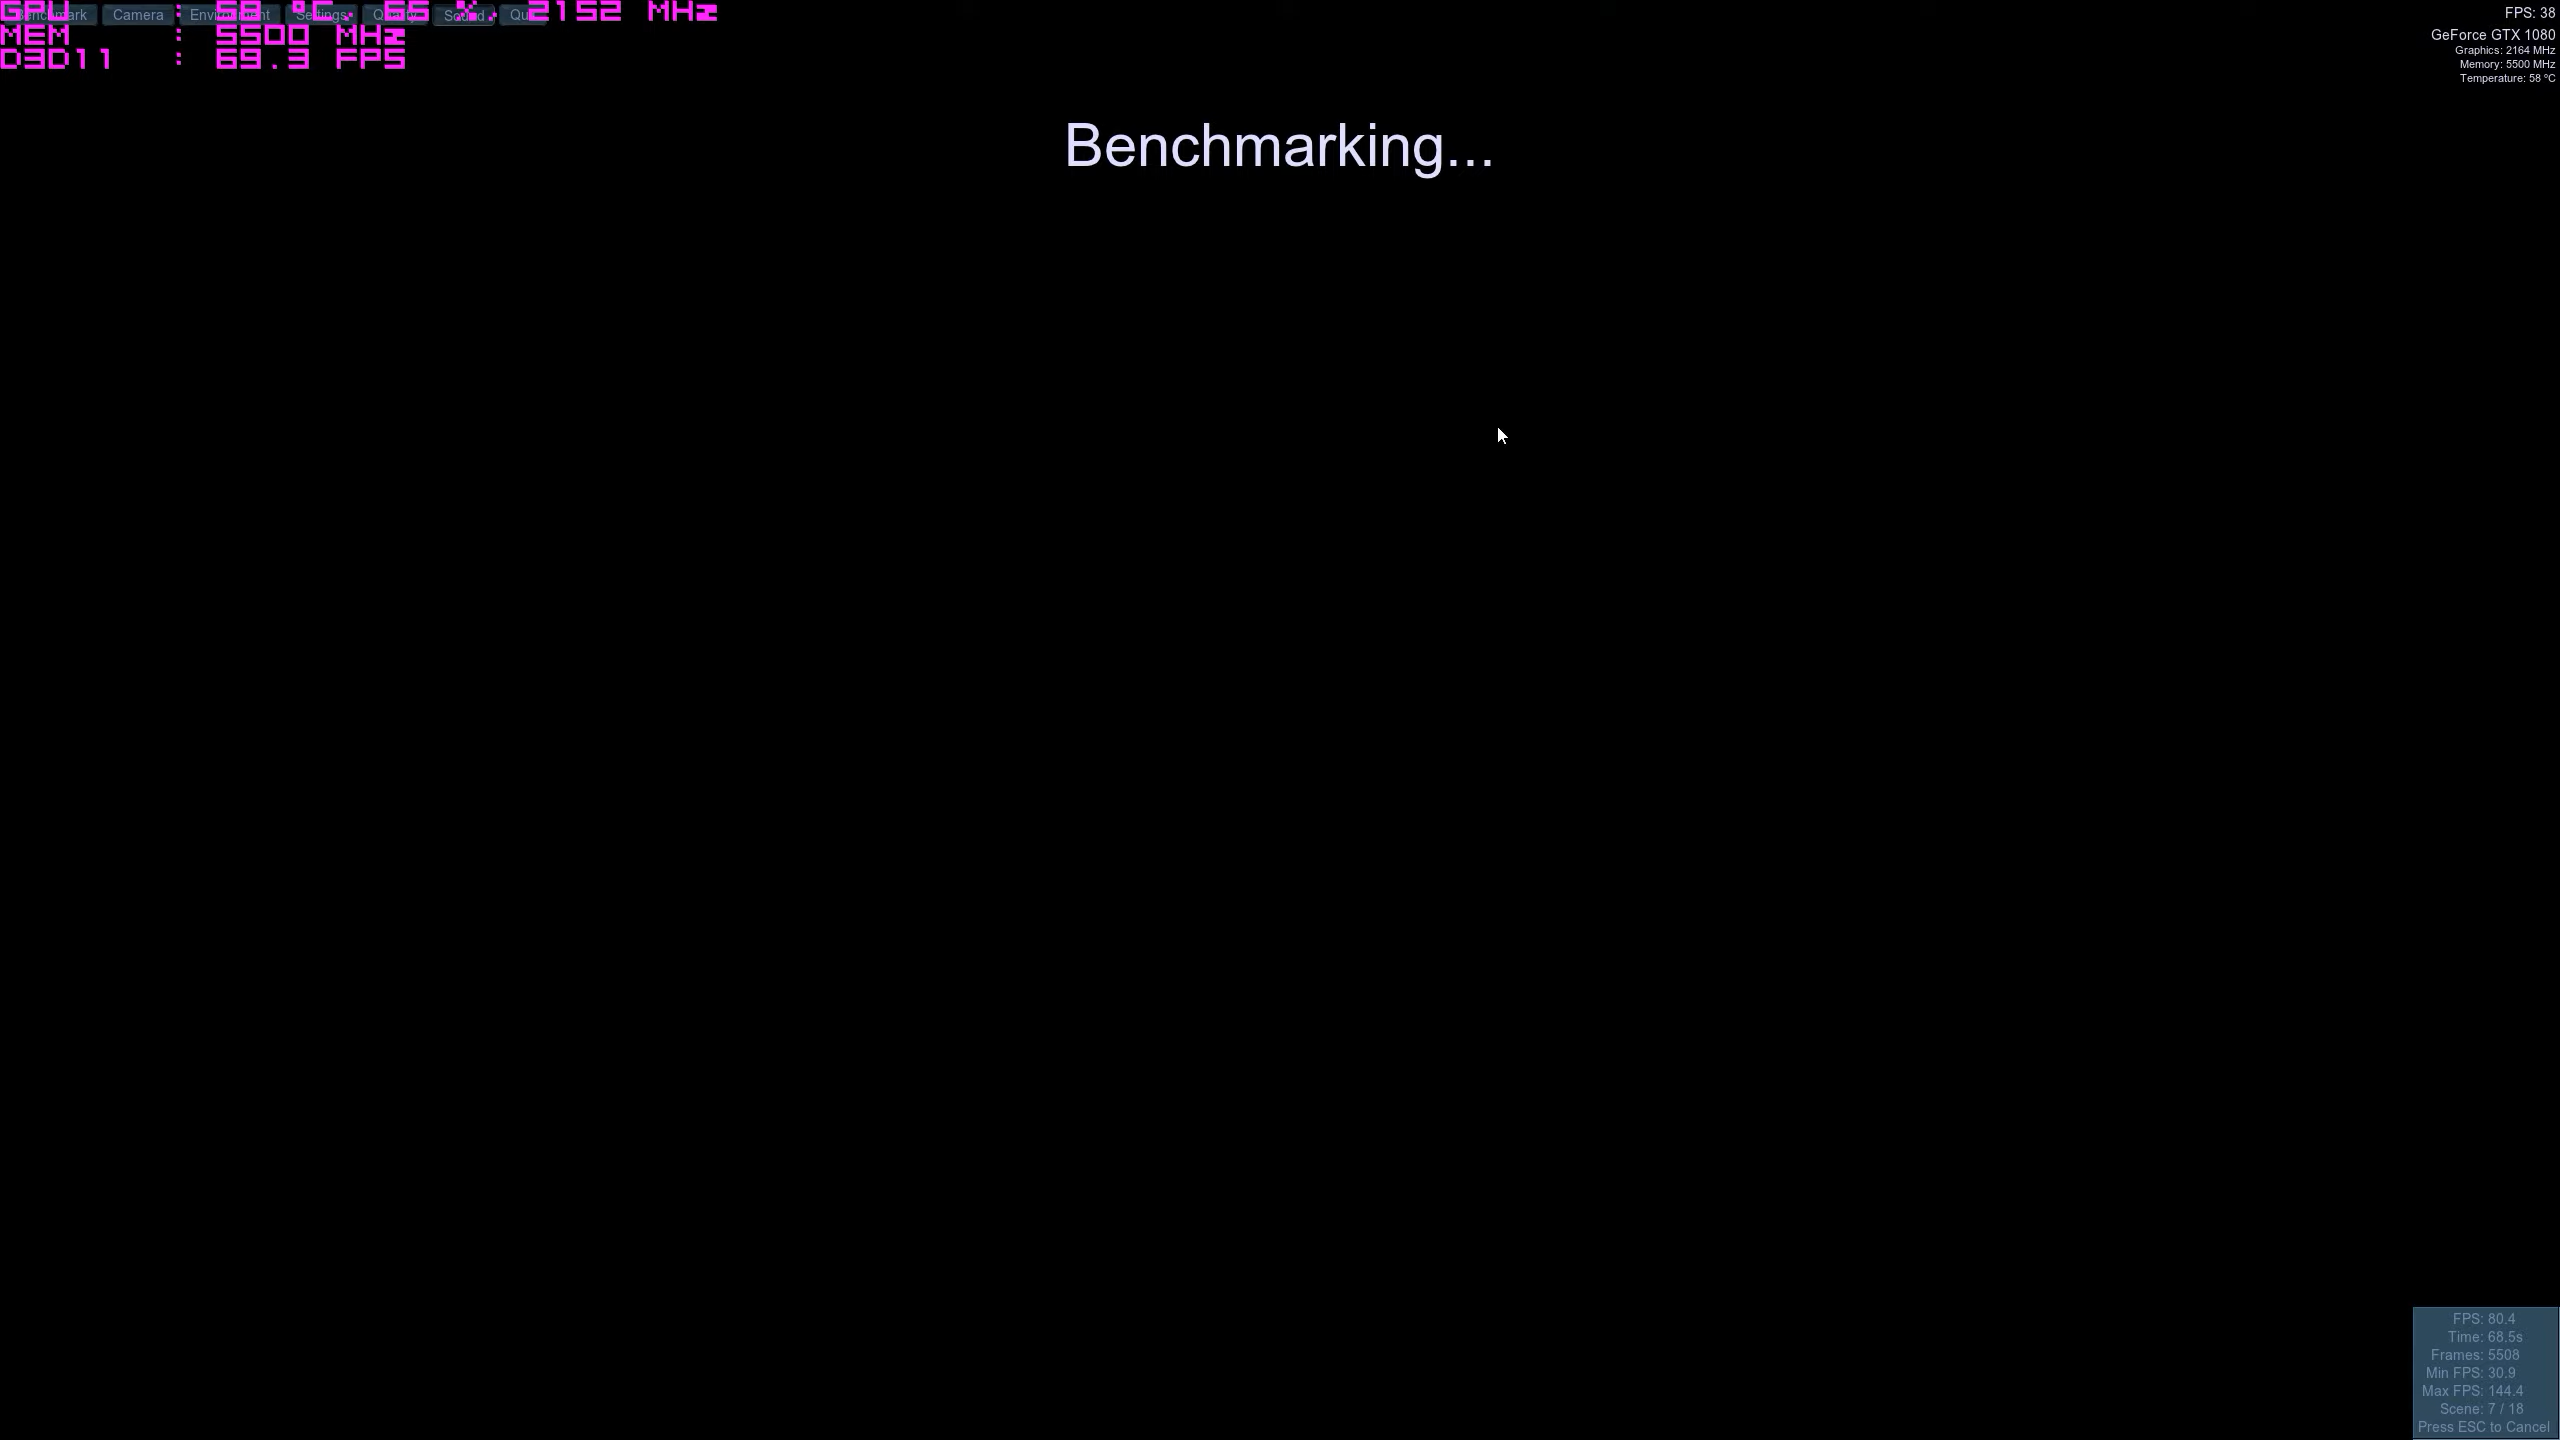 GPU : 58 °C, 65 %, 2152 MHz
MEM : 5500 MHz
D3D11 : 69.3 FPS
Camera
FPS: 38
GeForce GTX 1080
Graphics: 2164 MHz
Memory: 5500 MHz
Temperature: 58 °C
Benchmarking...
FPS: 80.4
Time: 68.5s
Frames: 5508
Min FPS: 30.9
Max FPS: 144.4
Scene: 7 / 18
Press ESC to Cancel